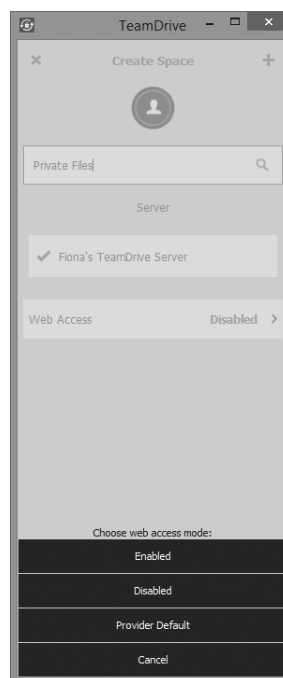 TeamDrive
Create Space
Private Files
Server
Fiona's TeamDrive Server
Web Access Disabled
Choose web access mode:
Enabled
Disabled
Provider Default
Cancel